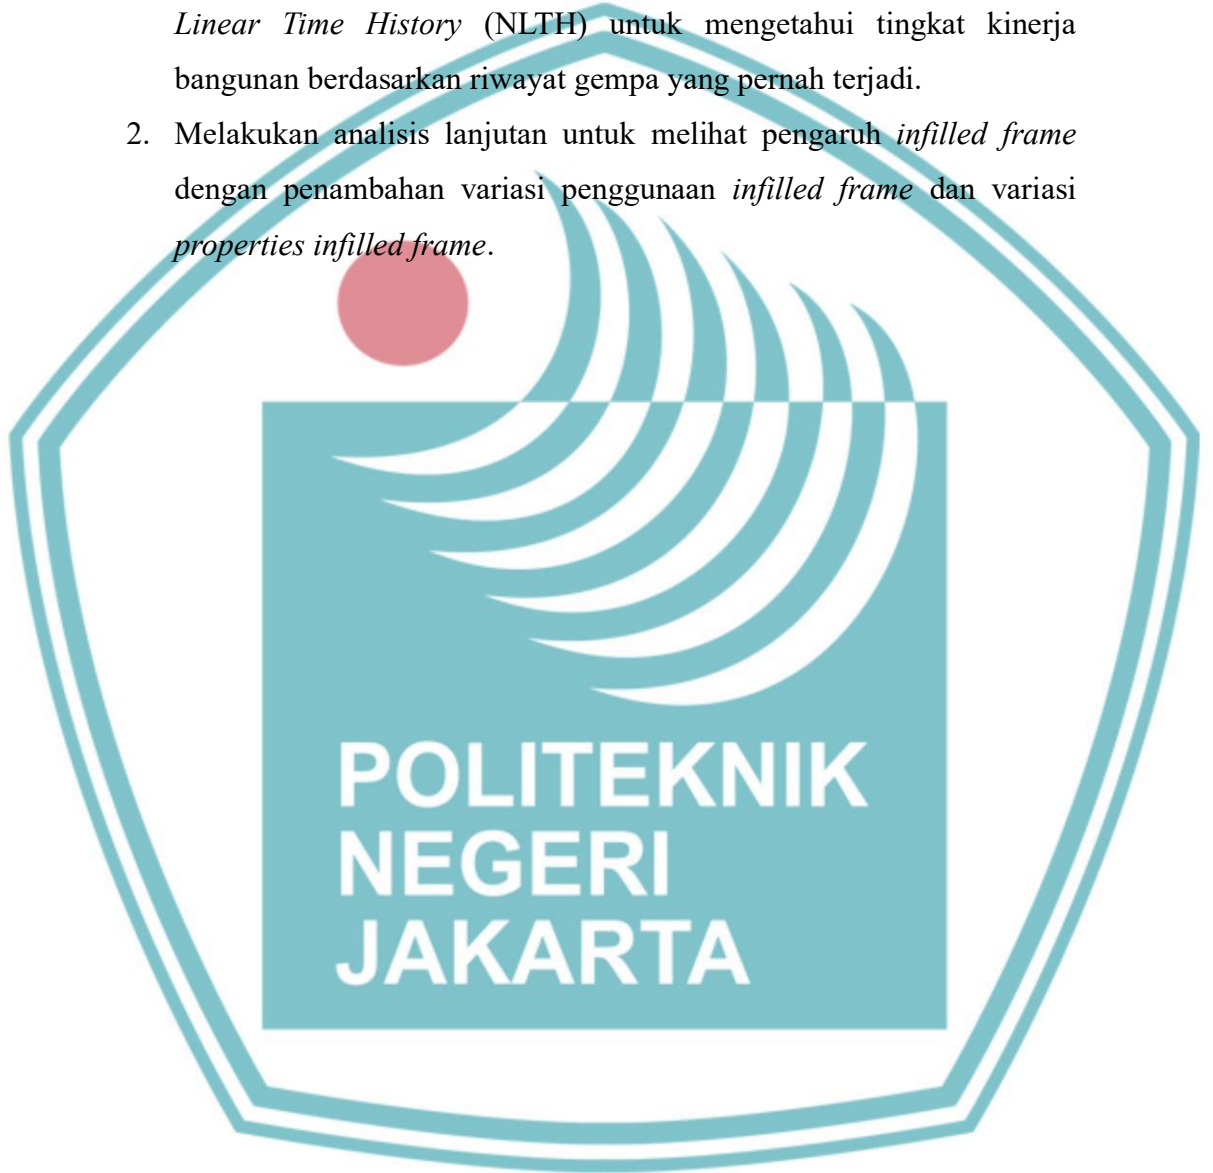 Linear Time History (NLTH) untuk mengetahui tingkat kinerja
bangunan berdasarkan riwayat gempa yang pernah terjadi.
2. Melakukan analisis lanjutan untuk melihat pengaruh infilled frame
dengan penambahan variasi penggunaan infilled frame dan variasi
properties infilled frame.
POLITEKNIK
NEGERI
JAKARTA